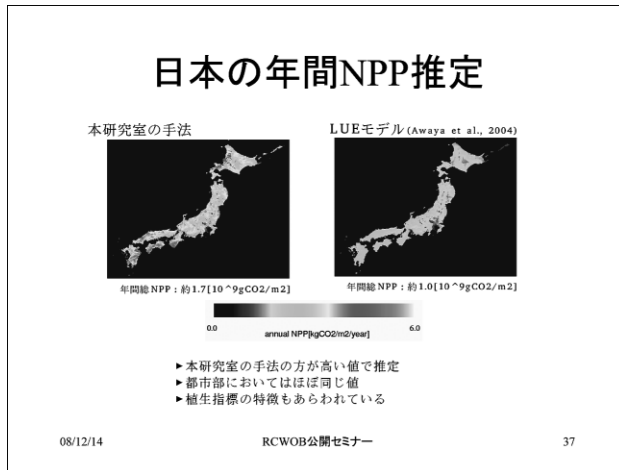 日本の年間NPP推定
本研究室の手法
LUEモデル(Awaya et al., 2004)
年間総NPP：約1.7[10^9gCO2/m2]
年間総NPP：約1.0[10^9gCO2/m2]
0.0
6.0
annual NPP[kgCO2/m2/year]
▶本研究室の手法の方が高い値で推定
▶都市部においてはほぼ同じ値
▶植生指標の特徴もあらわれている
08/12/14
RCWOB公開セミナー
37